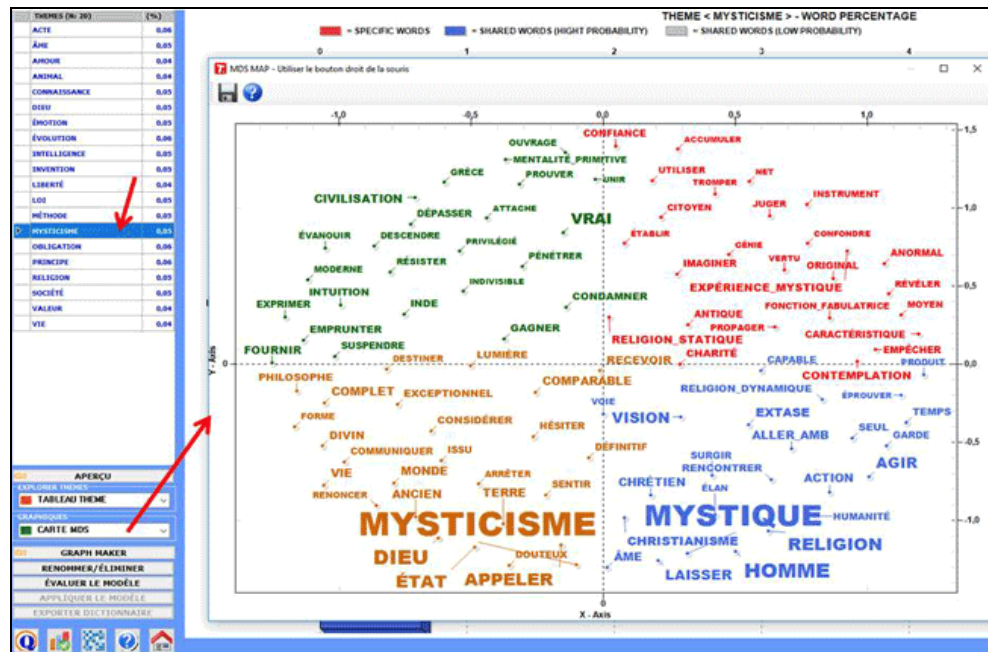 THEMES (N: 20) (%)
ACTE 0,06
ÂME 0,05
AMOUR 0,04
ANIMAL 0,04
CONNAISSANCE 0,05
DIEU 0,05
ÉMOTION 0,05
ÉVOLUTION 0,06
INTELLIGENCE 0,05
INVENTION 0,05
LIBERTÉ 0,04
LOI 0,05
MÉTHODE 0,05
MYSTICISME 0,05
OBLIGATION 0,06
PRINCIPE 0,06
RELIGION 0,05
SOCIÉTÉ 0,05
VALEUR 0,04
VIE 0,04
APERÇU
EXPLORER THÈMES
TABLEAU THEME
GRAPHIQUES
CARTE MDS
GRAPH MAKER
RENOMMER/ÉLIMINER
ÉVALUER LE MODÈLE
APPLIQUER LE MODÈLE
EXPORTER DICTIONNAIRE
THEME < MYSTICISME > - WORD PERCENTAGE
= SPECIFIC WORDS = SHARED WORDS (HIGHT PROBABILITY) = SHARED WORDS (LOW PROBABILITY)
0 1 2 3 4
MDS MAP - Utiliser le bouton droit de la souris
-1,0 -0,5 0 0,5 1,0
CONFIANCE
-1,5
OUVRAGE
ACCUMULER
MENTALITÉ_PRIMITIVE
GRÈCE
PROUVER
UNIR
UTILISER
NET
TROMPER
CIVILISATION
INSTRUMENT
DÉPASSER
ATTACHE
VRAI
CITOYEN
JUGER
-1,0
ÉVANOUIR
DESCENDRE
PRIVILÉGIÉ
ÉTABLIR
CONFONDRE
GÉNIE
PÉNÉTRER
VERTU
ANORMAL
RÉSISTER
IMAGINER
ORIGINAL
MODERNE
INDIVISIBLE
EXPÉRIENCE_MYSTIQUE
RÉVÉLER
INTUITION
CONDAMNER
-0,5
EXPRIMER
INDE
FONCTION_FABULATRICE
MOYEN
ANTIQUE
EMPRUNTER
GAGNER
PROPAGER
RELIGION_STATIQUE
CARACTÉRISTIQUE
SUSPENDRE
FOURNIR
LUMIÈRE
CHARITÉ
EMPÊCHER
DESTINER
RECEVOIR
CAPABLE
PRODUIT
Y - Axis
0
0
CONTEMPLATION
PHILOSOPHE
COMPARABLE
RELIGION_DYNAMIQUE
COMPLET
EXCEPTIONNEL
ÉPROUVER
VOIE
FORME
CONSIDÉRER
VISION
EXTASE
TEMPS
HÉSITER
SEUL
DIVIN
ALLER_AMB
GARDE
-0,5
COMMUNIQUER
ISSU
DÉFINITIF
SURGIR
AGIR
VIE
MONDE
RENCONTRER
ARRÊTER
CHRÉTIEN
ACTION
RENONCER
ANCIEN
TERRE
SENTIR
ÉLAN
MYSTICISME
MYSTIQUE
HUMANITÉ
-1,0
CHRISTIANISME
RELIGION
DIEU
DOUTEUX
ÂME
ÉTAT
APPELER
LAISSER
HOMME
0
X - Axis
0 1 2 3 4